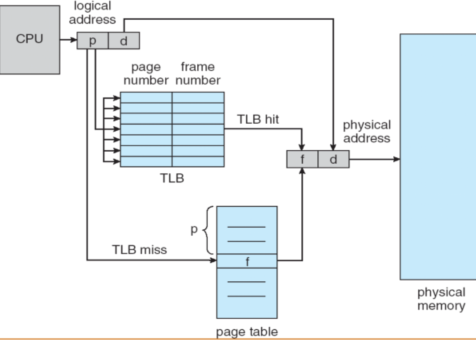 logical
address
CPU
p d
page
number
frame
number
TLB hit
TLB
physical
address
f d
p
TLB miss
f
page table
physical
memory